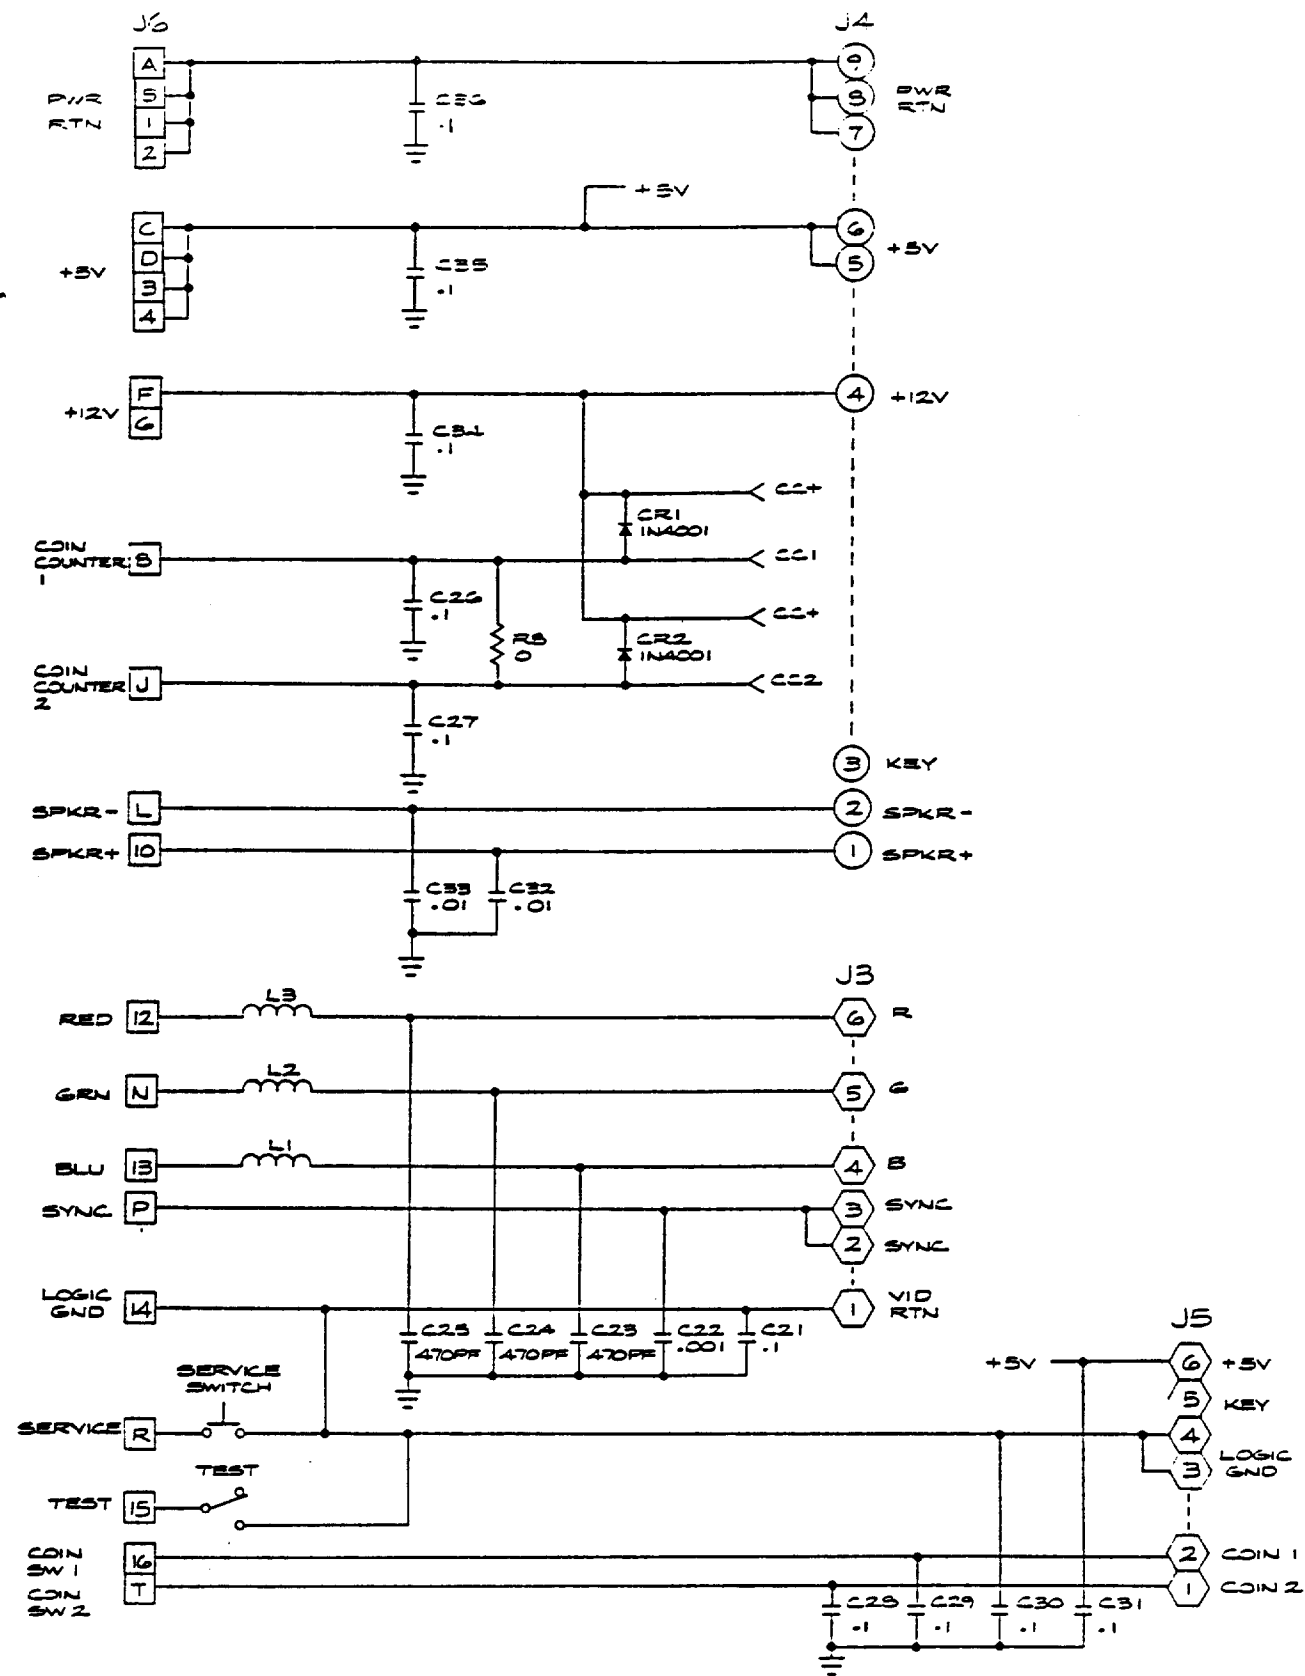 J6
J4
A
5
1
2
PWR
RTN
C36
.1
9
8
7
PWR
RTN
+5V
C
D
3
4
+5V
C35
.1
6
5
+5V
F
6
+12V
C34
.1
4
+12V
CC+
CR1
1N4001
COIN
COUNTER
1
8
CC1
C26
.1
CC+
R8
0
CR2
1N4001
COIN
COUNTER
2
J
CC2
C27
.1
3
KEY
SPKR-
L
2
SPKR-
SPKR+
10
1
SPKR+
C33
.01
C32
.01
J3
RED
12
L3
6
R
GRN
N
L2
5
G
BLU
13
L1
4
B
SYNC
P
3
SYNC
2
SYNC
LOGIC
GND
14
1
VID
RTN
C25
470PF
C24
470PF
C23
470PF
C22
.001
C21
.1
J5
+5V
6
+5V
5
KEY
SERVICE
SWITCH
SERVICE
R
4
3
LOGIC
GND
TEST
TEST
15
COIN
SW 1
16
2
COIN 1
COIN
SW 2
T
1
COIN 2
C28
.1
C29
.1
C30
.1
C31
.1